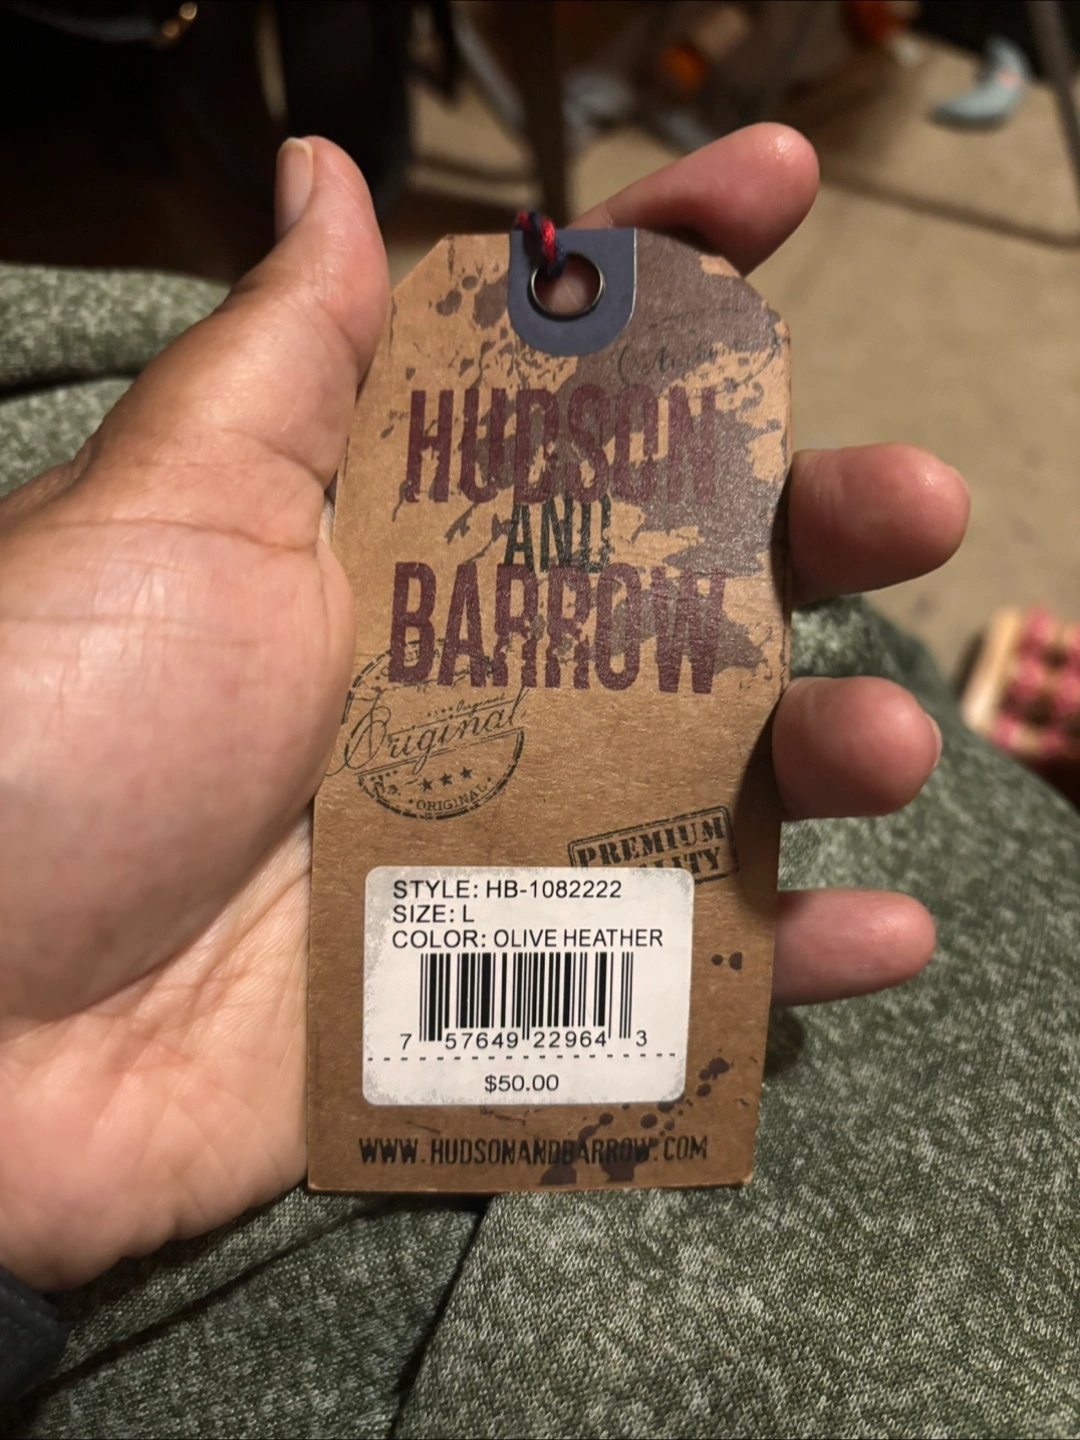 HUDSON
AND
BARROW
Original
ORIGINAL
PREMIUM
STYLE: HB-1082222
SIZE: L
COLOR: OLIVE HEATHER
7 57649 22964 3
$50.00
WWW.HUDSONANDBARROW.COM